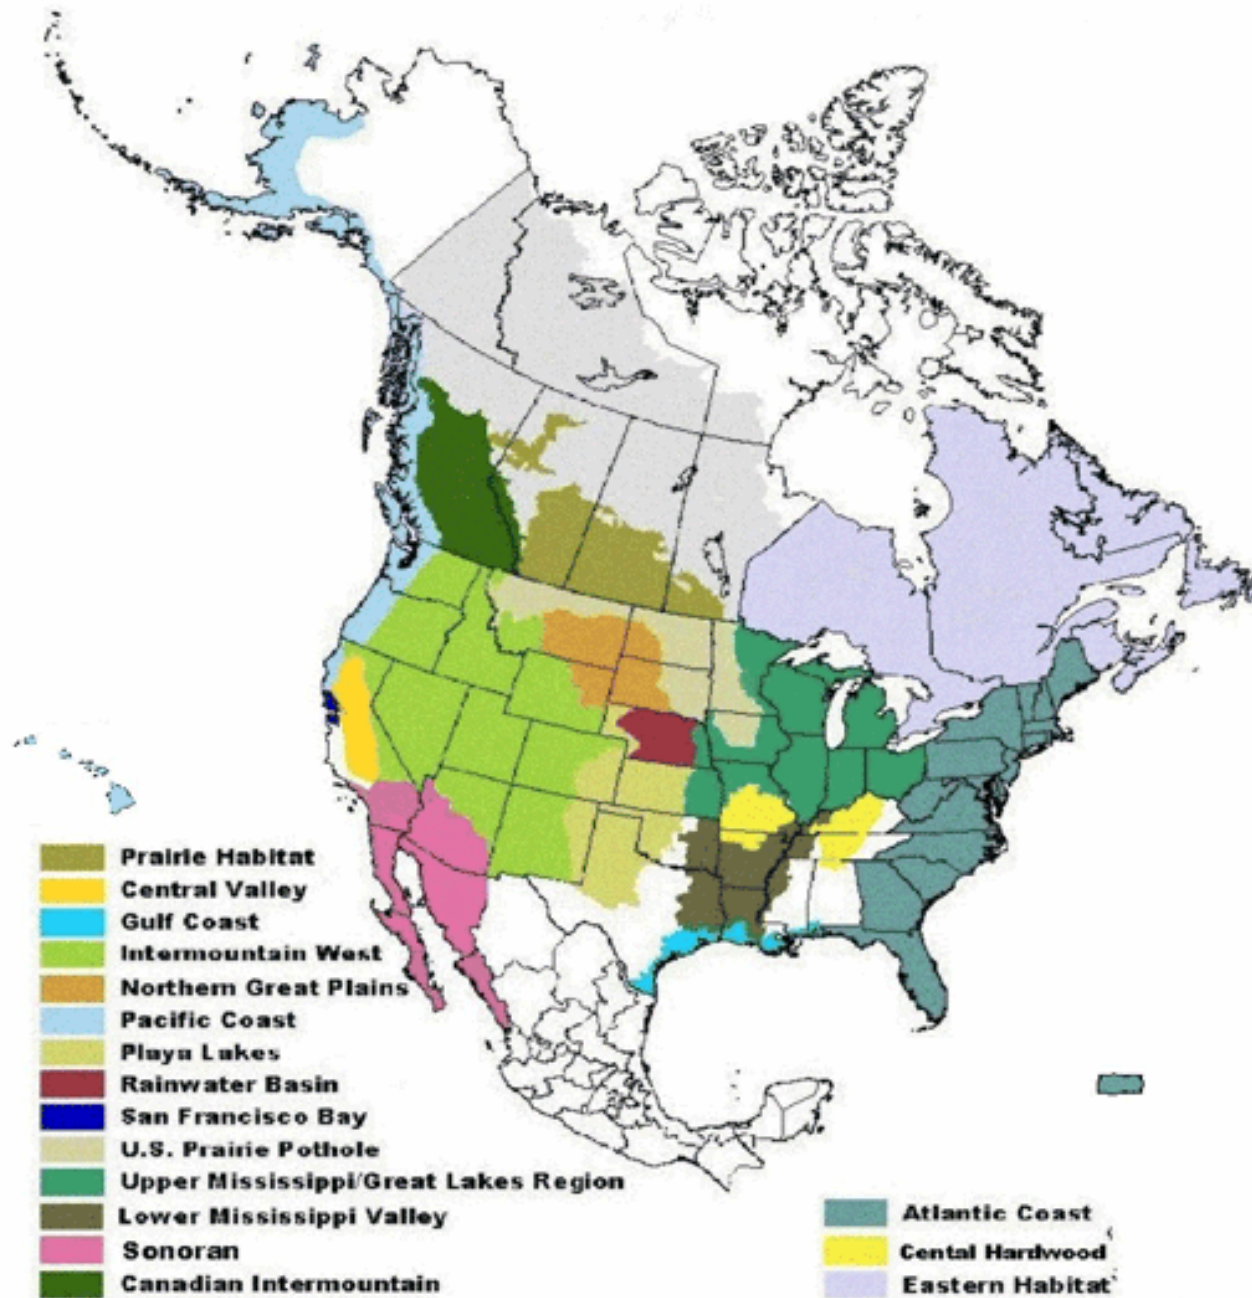 Prairie Habitat
Central Valley
Gulf Coast
Intermountain West
Northern Great Plains
Pacific Coast
Playa Lakes
Rainwater Basin
San Francisco Bay
U.S. Prairie Pothole
Upper Mississippi/Great Lakes Region
Lower Mississippi Valley
Sonoran
Canadian Intermountain
Atlantic Coast
Cental Hardwood
Eastern Habitat